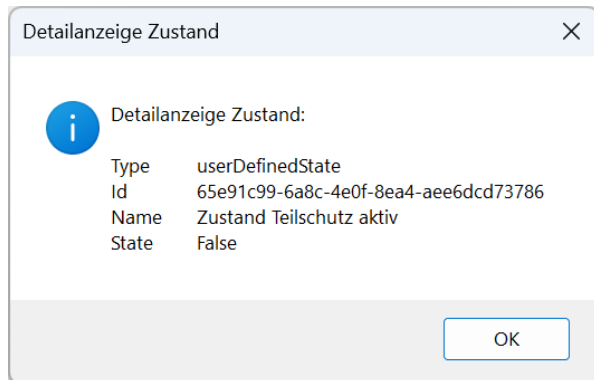 Detailanzeige Zustand
Detailanzeige Zustand:
Type userDefinedState
Id 65e91c99-6a8c-4e0f-8ea4-aee6dcd73786
Name Zustand Teilschutz aktiv
State False
OK